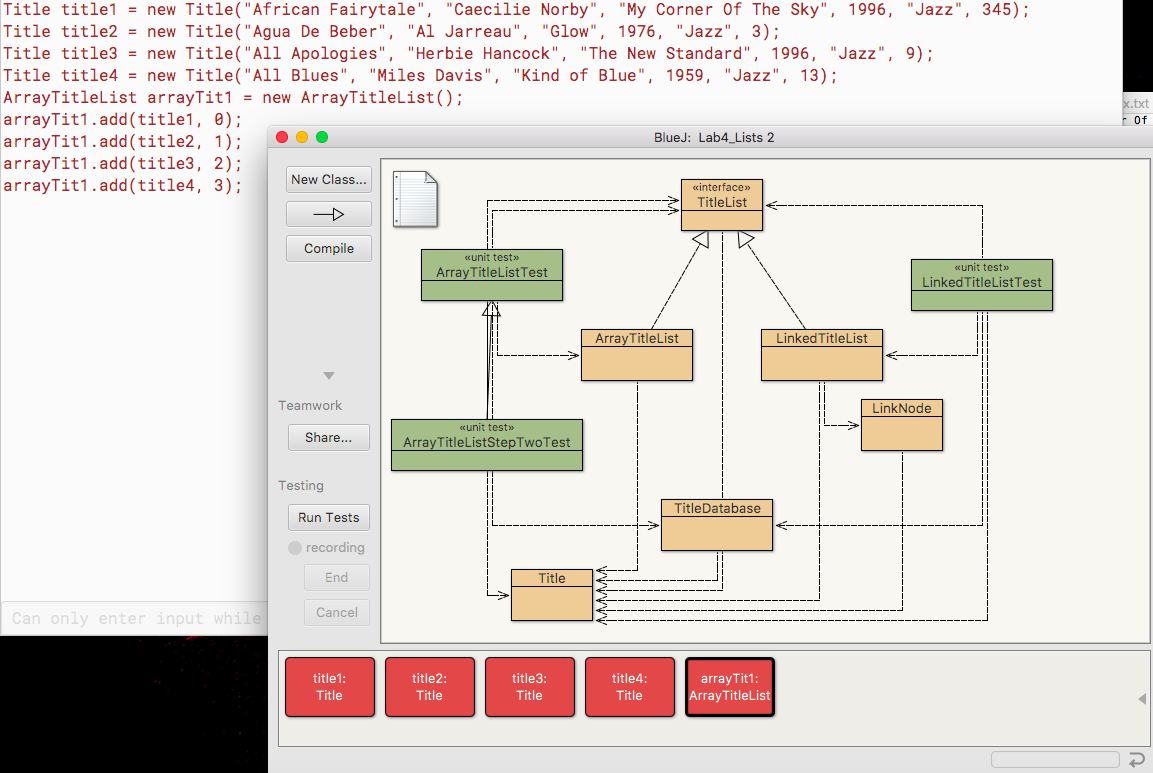 Title title1 = new Title("African Fairytale", "Caecilie Norby", "My Corner Of The Sky", 1996, "Jazz", 345);
Title title2 = new Title("Agua De Beber", "Al Jarreau", "Glow", 1976, "Jazz", 3);
Title title3 = new Title("All Apologies", "Herbie Hancock", "The New Standard", 1996, "Jazz", 9);
Title title4 = new Title("All Blues", "Miles Davis", "Kind of Blue", 1959, "Jazz", 13);
ArrayTitleList arrayTit1 = new ArrayTitleList();
arrayTit1.add(title1, 0);
arrayTit1.add(title2, 1);
arrayTit1.add(title3, 2);
arrayTit1.add(title4, 3);
x.txt
r Of
BlueJ: Lab4_Lists 2
New Class...
Compile
Teamwork
Share...
Testing
Run Tests
recording
End
Cancel
«interface»
TitleList
«unit test»
ArrayTitleListTest
«unit test»
LinkedTitleListTest
ArrayTitleList
LinkedTitleList
LinkNode
«unit test»
ArrayTitleListStepTwoTest
TitleDatabase
Title
Can only enter input while
title1:
Title
title2:
Title
title3:
Title
title4:
Title
arrayTit1:
ArrayTitleList